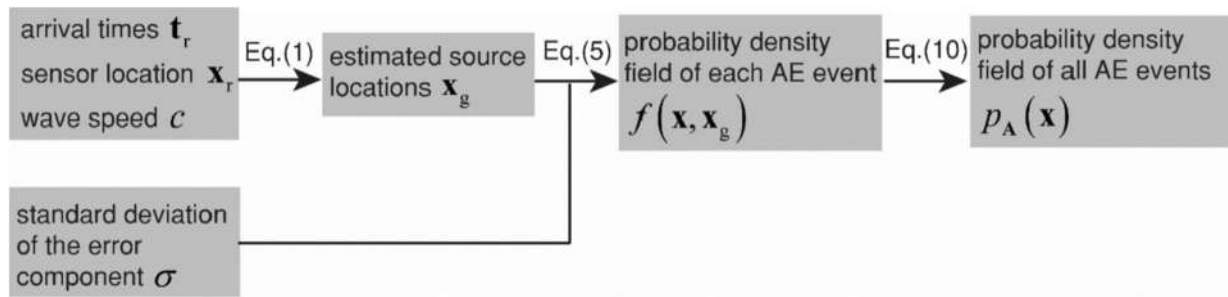 arrival times t_r
sensor location x_r
wave speed c
Eq.(1)
estimated source
locations x_g
Eq.(5)
probability density
field of each AE event
f(x, x_g)
Eq.(10)
probability density
field of all AE events
p_A(x)
standard deviation
of the error
component σ